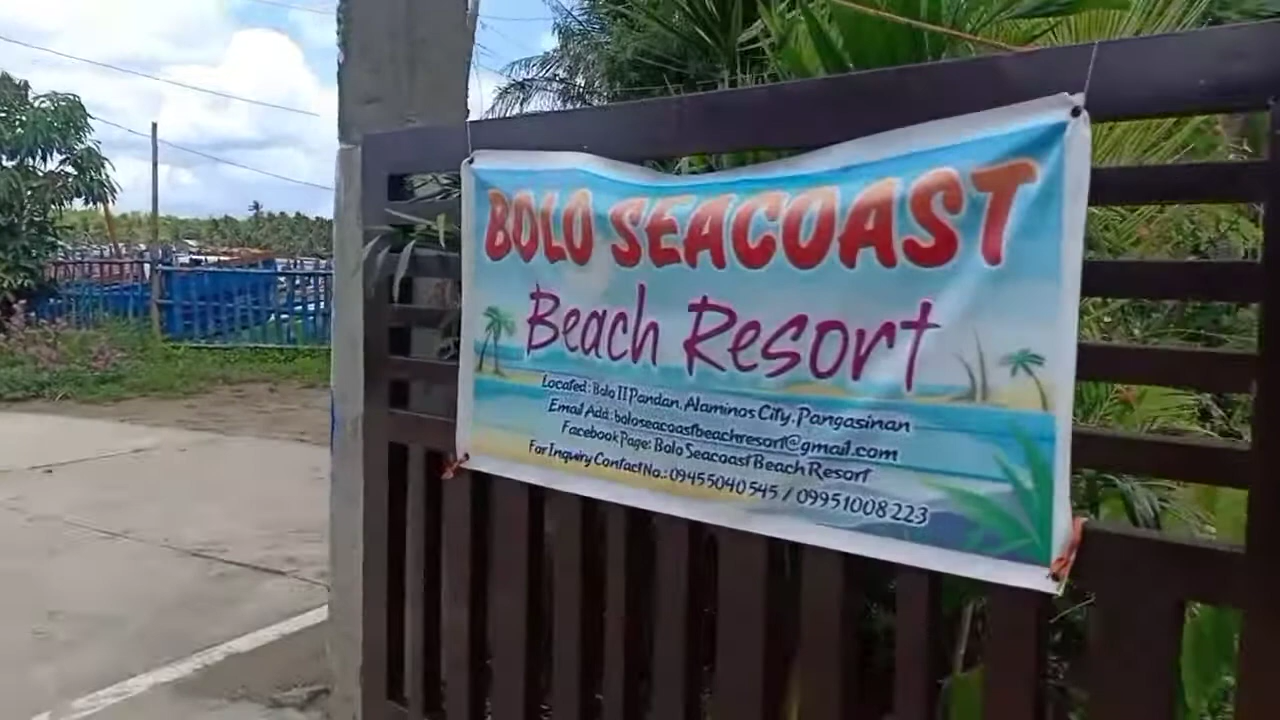 BOLO SEACOAST
Beach Resort
Located: Bolo II Pandan, Alaminos City, Pangasinan
Email Add: boloseacoastbeachresort@gmail.com
Facebook Page: Bolo Seacoast Beach Resort
For Inquiry Contact No.: 09455040545 / 09951008223